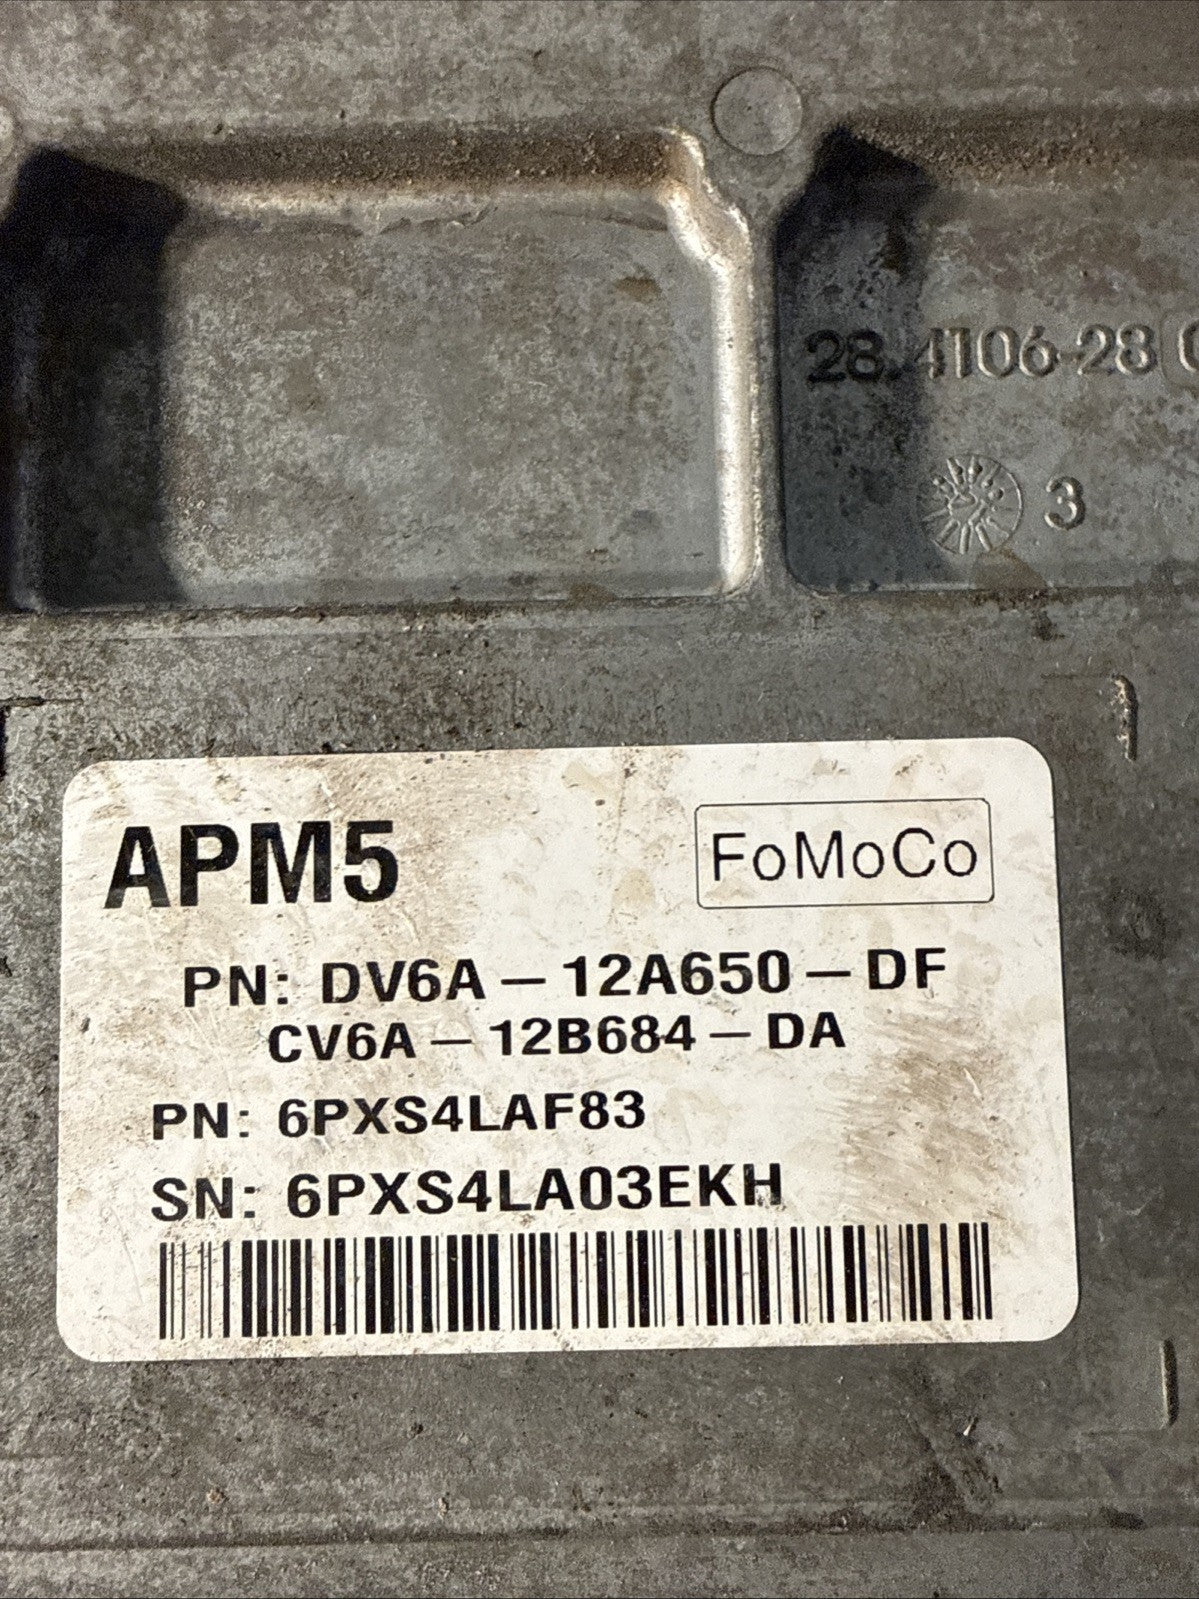 28.4106-28
3
APM5
FoMoCo
PN: DV6A-12A650-DF
CV6A-12B684-DA
PN: 6PXS4LAF83
SN: 6PXS4LA03EKH